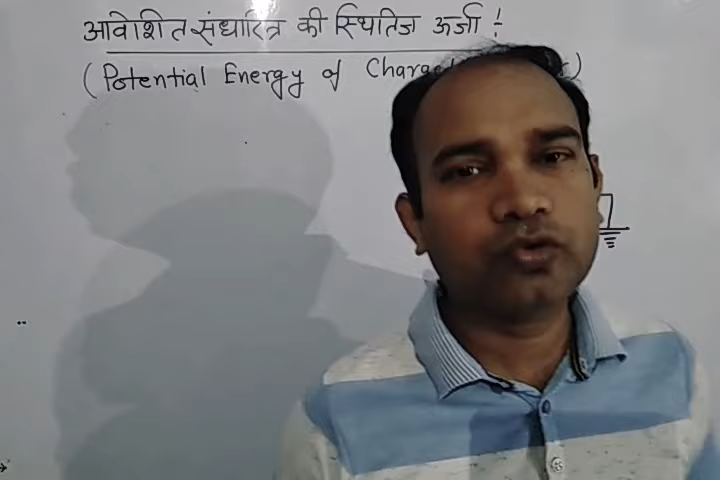 आवेशित संधारित्र की स्थितिज ऊर्जा :
(Potential Energy of